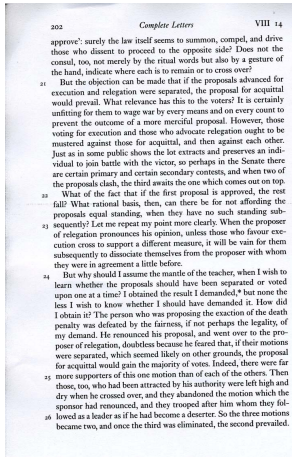 202 Complete Letters VIII 14
approve': surely the law itself seems to summon, compel, and drive
those who dissent to proceed to the opposite side? Does not the
consul, too, not merely by the ritual words but also by a gesture of
the hand, indicate where each is to remain or to cross over?
21 But the objection can be made that if the proposals advanced for
execution and relegation were separated, the proposal for acquittal
would prevail. What relevance has this to the voters? It is certainly
unfitting for them to wage war by every means and on every count to
prevent the outcome of a more merciful proposal. However, those
voting for execution and those who advocate relegation ought to be
mustered against those for acquittal, and then against each other.
Just as in some public shows the lot extracts and preserves an indi-
vidual to join battle with the victor, so perhaps in the Senate there
are certain primary and certain secondary contests, and when two of
the proposals clash, the third awaits the one which comes out on top.
22 What of the fact that if the first proposal is approved, the rest
fall? What rational basis, then, can there be for not affording the
proposals equal standing, when they have no such standing sub-
23 sequently? Let me repeat my point more clearly. When the proposer
of relegation pronounces his opinion, unless those who favour exe-
cution cross to support a different measure, it will be vain for them
subsequently to dissociate themselves from the proposer with whom
they were in agreement a little before.
24 But why should I assume the mantle of the teacher, when I wish to
learn whether the proposals should have been separated or voted
upon one at a time? I obtained the result I demanded,* but none the
less I wish to know whether I should have demanded it. How did
I obtain it? The person who was proposing the exaction of the death
penalty was defeated by the fairness, if not perhaps the legality, of
my demand. He renounced his proposal, and went over to the pro-
poser of relegation, doubtless because he feared that, if their motions
were separated, which seemed likely on other grounds, the proposal
for acquittal would gain the majority of votes. Indeed, there were far
25 more supporters of this one motion than of each of the others. Then
those, too, who had been attracted by his authority were left high and
dry when he crossed over, and they abandoned the motion which the
sponsor had renounced, and they trooped after him whom they fol-
26 lowed as a leader as if he had become a deserter. So the three motions
became two, and once the third was eliminated, the second prevailed.